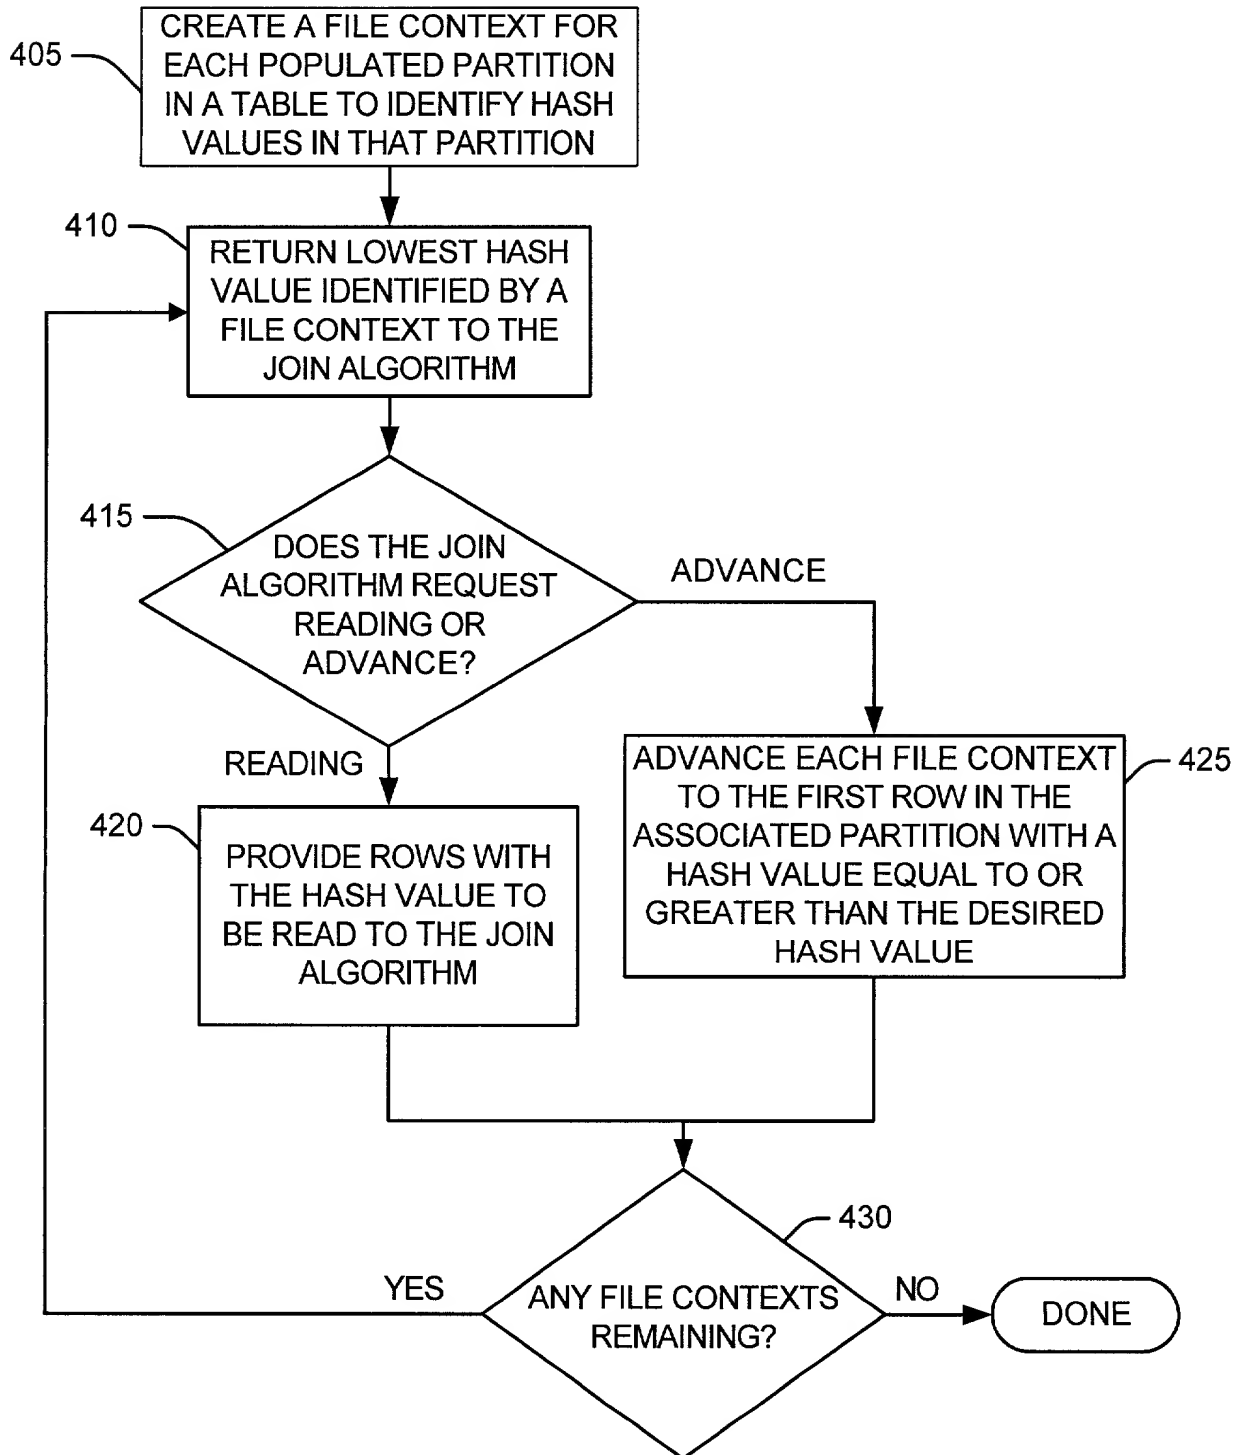 405
CREATE A FILE CONTEXT FOR
EACH POPULATED PARTITION
IN A TABLE TO IDENTIFY HASH
VALUES IN THAT PARTITION
410
RETURN LOWEST HASH
VALUE IDENTIFIED BY A
FILE CONTEXT TO THE
JOIN ALGORITHM
415
DOES THE JOIN
ALGORITHM REQUEST
READING OR
ADVANCE?
ADVANCE
READING
420
PROVIDE ROWS WITH
THE HASH VALUE TO
BE READ TO THE JOIN
ALGORITHM
ADVANCE EACH FILE CONTEXT
TO THE FIRST ROW IN THE
ASSOCIATED PARTITION WITH A
HASH VALUE EQUAL TO OR
GREATER THAN THE DESIRED
HASH VALUE
425
430
ANY FILE CONTEXTS
REMAINING?
YES
NO
DONE